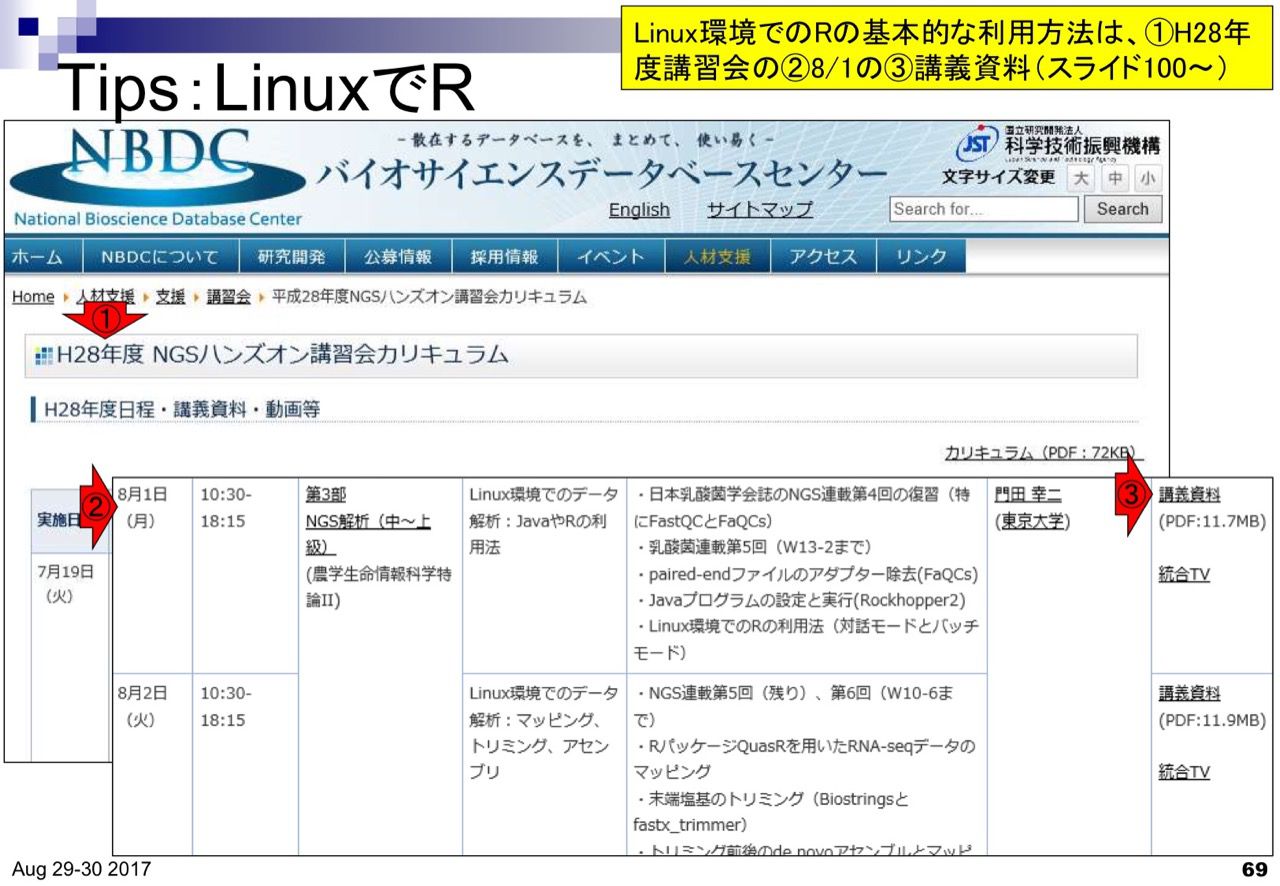 Linux環境でのRの基本的な利用方法は、①H28年
度講習会の②8/1の③講義資料(スライド100~)
Tips:LinuxでR
NBDC
National Bioscience Database Center
-散在するデータベースを、まとめて、使い易く-
バイオサイエンスデータベースセンター
English サイトマップ
JST
国立研究開発法人
科学技術振興機構
Japan Science and Technology Agency
文字サイズ変更 大 中 小
Search for... Search
ホーム NBDCについて 研究開発 公募情報 採用情報 イベント 人材支援 アクセス リンク
Home 人材支援 支援 講習会 平成28年度NGSハンズオン講習会カリキュラム
①
H28年度 NGSハンズオン講習会カリキュラム
H28年度日程・講義資料・動画等
カリキュラム(PDF:72KB)
実施日
7月19日
(火)
②
8月1日
(月)
10:30-
18:15
第3部
NGS解析(中~上
級)
(農学生命情報科学特
論II)
Linux環境でのデータ
解析:JavaやRの利
用法
・日本乳酸菌学会誌のNGS連載第4回の復習(特
にFastQCとFaQCs)
・乳酸菌連載第5回(W13-2まで)
・paired-endファイルのアダプター除去(FaQCs)
・Javaプログラムの設定と実行(Rockhopper2)
・Linux環境でのRの利用法(対話モードとバッチ
モード)
門田 幸二
(東京大学)
③
講義資料
(PDF:11.7MB)
統合TV
8月2日
(火)
10:30-
18:15
Linux環境でのデータ
解析:マッピング、
トリミング、アセン
ブリ
・NGS連載第5回(残り)、第6回(W10-6ま
で)
・RパッケージQuasRを用いたRNA-seqデータの
マッピング
・末端塩基のトリミング(Biostringsと
fastx_trimmer)
・トリミング前後のde novoアセンブルとマッピ
講義資料
(PDF:11.9MB)
統合TV
Aug 29-30 2017
69